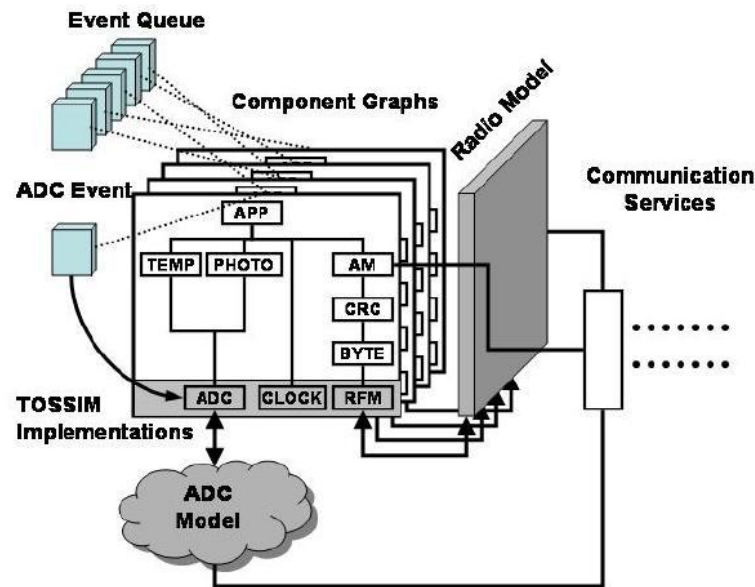 Event Queue
Component Graphs
Radio Model
ADC Event
Communication
Services
APP
TEMP
PHOTO
AM
CRC
BYTE
ADC
CLOCK
RFM
TOSSIM
Implementations
ADC
Model